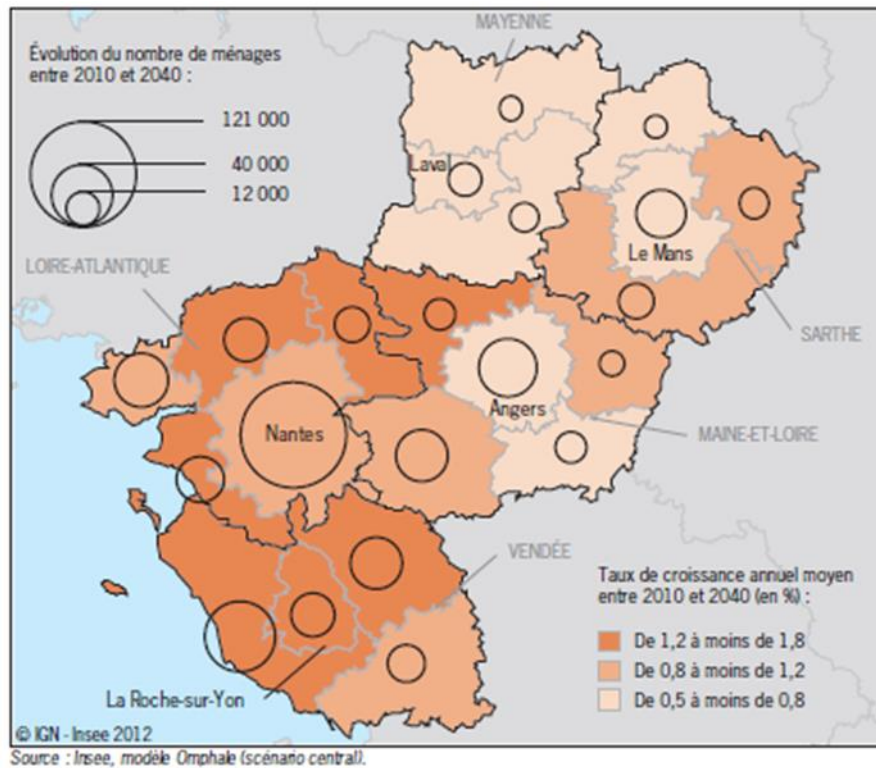 MAYENNE
Évolution du nombre de ménages
entre 2010 et 2040 :
121 000
40 000
12 000
Laval
Le Mans
LOIRE-ATLANTIQUE
SARTHE
Angers
Nantes
MAINE-ET-LOIRE
VENDÉE
Taux de croissance annuel moyen
entre 2010 et 2040 (en %) :
De 1,2 à moins de 1,8
De 0,8 à moins de 1,2
De 0,5 à moins de 0,8
La Roche-sur-Yon
© IGN - Insee 2012
Source : Insee, modèle Omphale (scénario central).